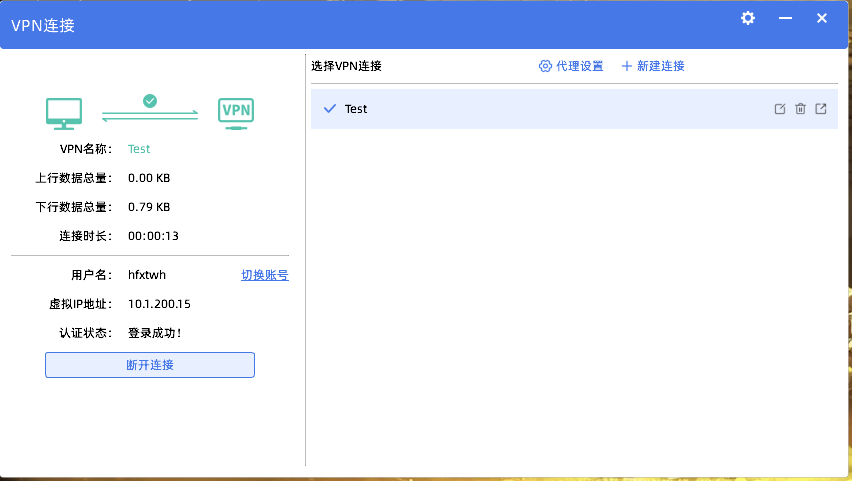 VPN连接
VPN
VPN名称： Test
上行数据总量： 0.00 KB
下行数据总量： 0.79 KB
连接时长： 00:00:13
用户名： hfxtwh 切换账号
虚拟IP地址： 10.1.200.15
认证状态： 登录成功！
断开连接
选择VPN连接 代理设置 新建连接
Test